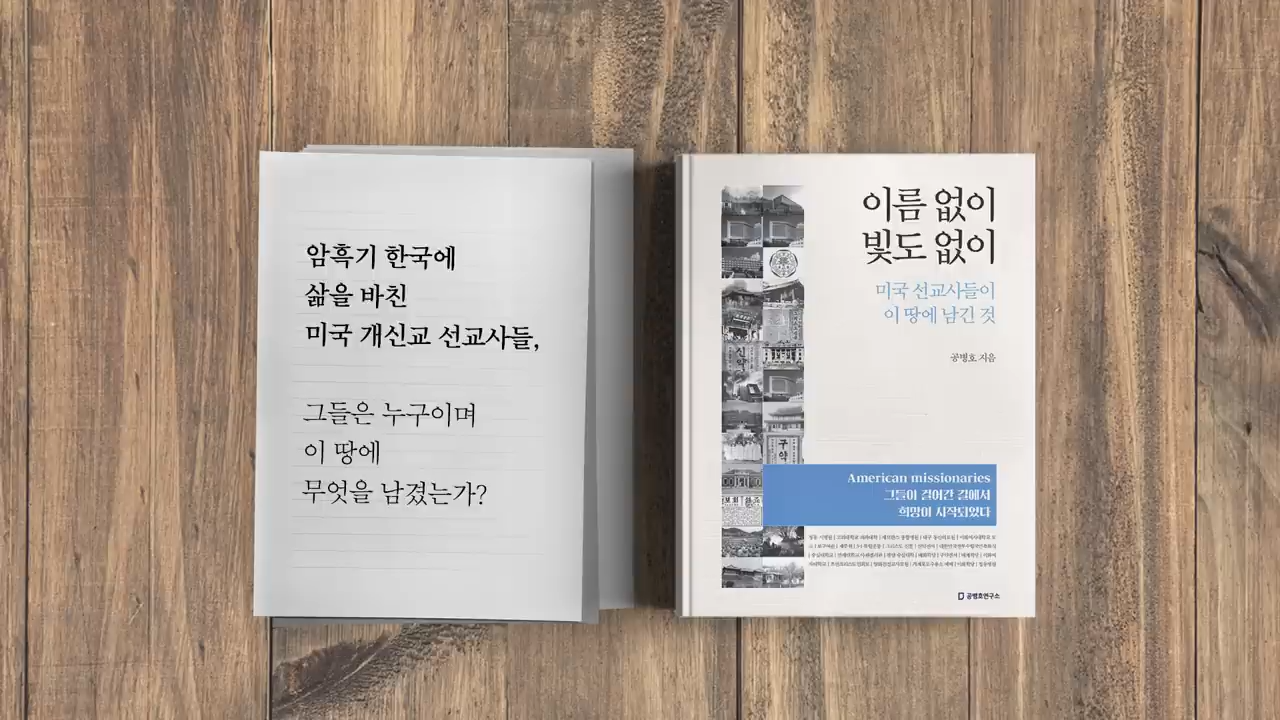 암흑기 한국에
삶을 바친
미국 개신교 선교사들,
그들은 누구이며
이 땅에
무엇을 남겼는가?
이름 없이
빛도 없이
미국 선교사들이
이 땅에 남긴 것
공병호 지음
신약
구약
American missionaries
그들이 걸어간 길에서
희망이 시작되었다
공병호연구소